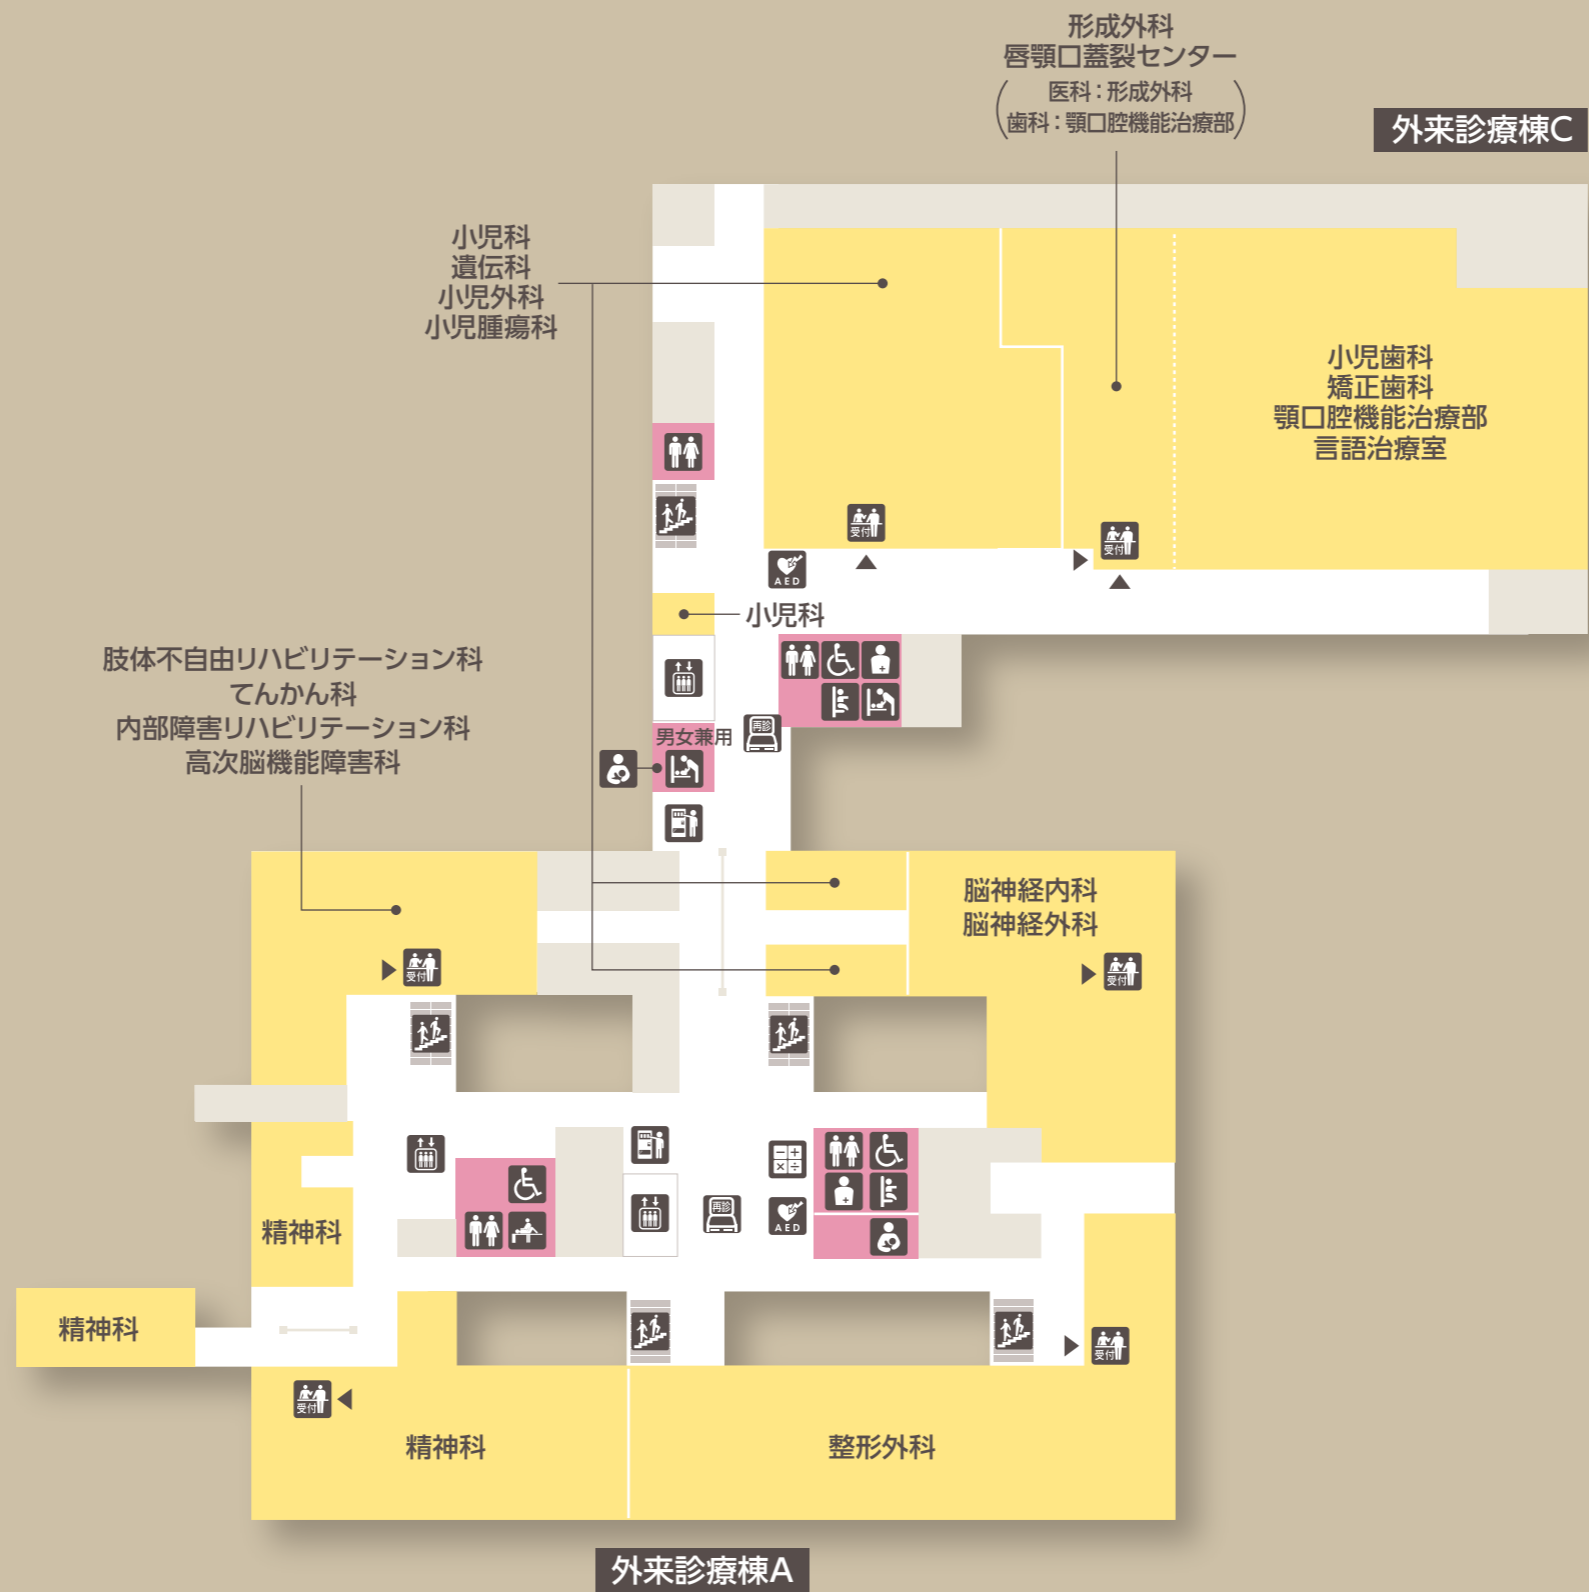 形成外科
唇顎口蓋裂センター
(医科：形成外科
歯科：顎口腔機能治療部)
外来診療棟C
小児科
遺伝科
小児外科
小児腫瘍科
小児歯科
矯正歯科
顎口腔機能治療部
言語治療室
受付
受付
AED
小児科
肢体不自由リハビリテーション科
てんかん科
内部障害リハビリテーション科
高次脳機能障害科
再診
男女兼用
脳神経内科
脳神経外科
受付
受付
再診
AED
精神科
精神科
受付
受付
精神科
整形外科
外来診療棟A